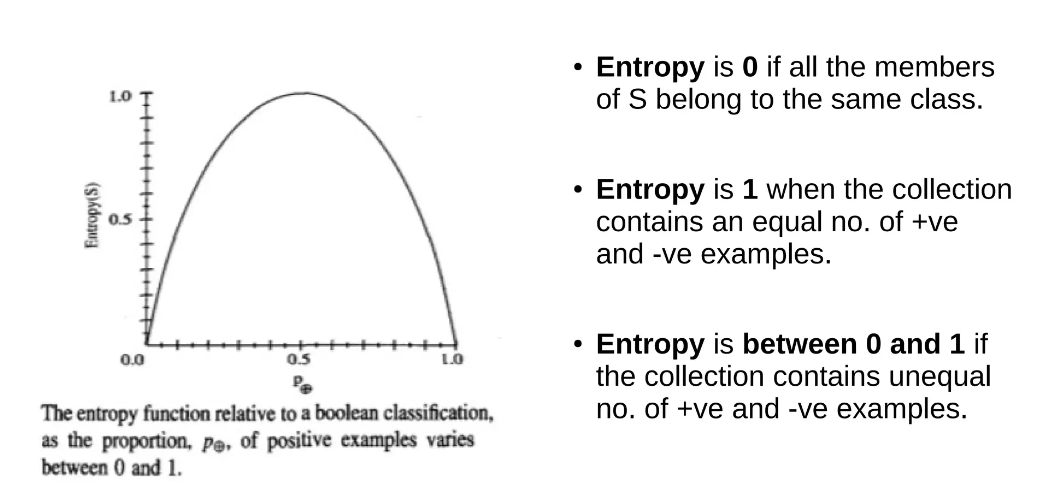 1.0
0.5
Entropy(S)
0.0
0.5
1.0
p⊕
The entropy function relative to a boolean classification,
as the proportion, p⊕, of positive examples varies
between 0 and 1.
• Entropy is 0 if all the members
of S belong to the same class.
• Entropy is 1 when the collection
contains an equal no. of +ve
and -ve examples.
• Entropy is between 0 and 1 if
the collection contains unequal
no. of +ve and -ve examples.